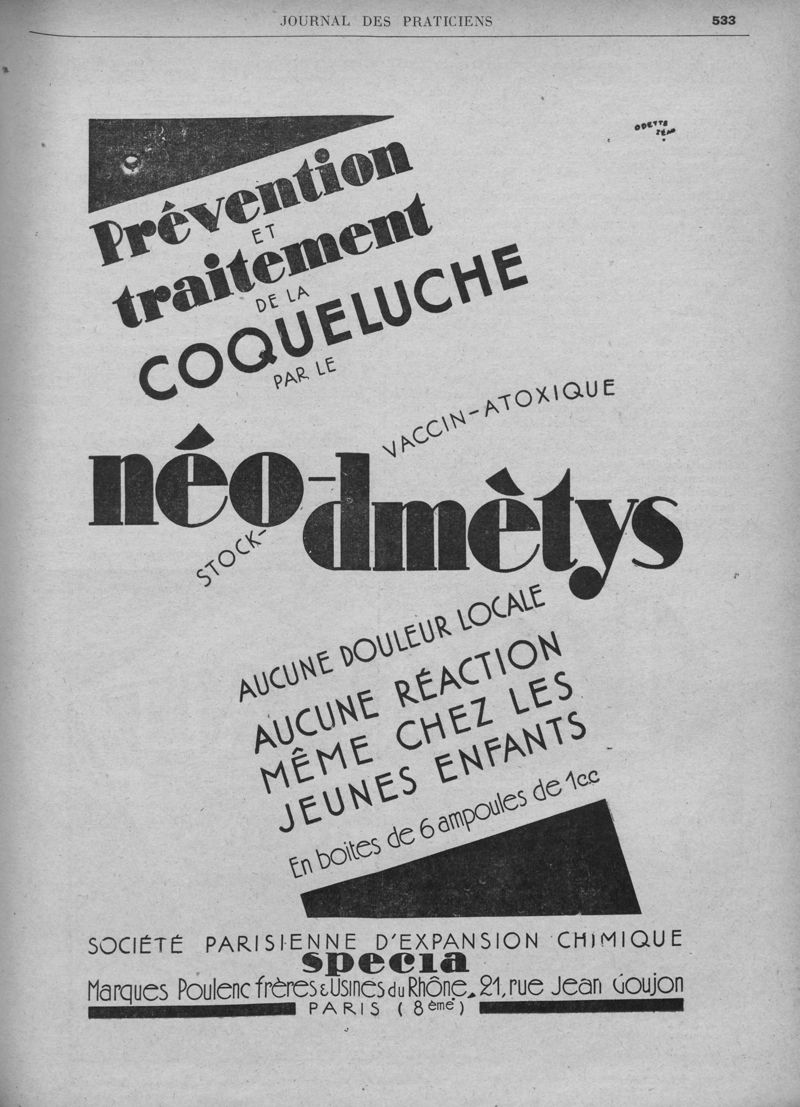 JOURNAL DES PRATICIENS 533
ODETTE
Prévention
ET
traitement
DE LA
COQUELUCHE
PAR LE
STOCK-VACCIN-ATOXIQUE
néo-dmètys
AUCUNE DOULEUR LOCALE
AUCUNE RÉACTION
MÊME CHEZ LES
JEUNES ENFANTS
En boites de 6 ampoules de 1c.c
SOCIÉTÉ PARISIENNE D'EXPANSION CHIMIQUE
specia
Marques Poulenc frères & Usines du Rhône. 21, rue Jean Goujon
PARIS (8ème)